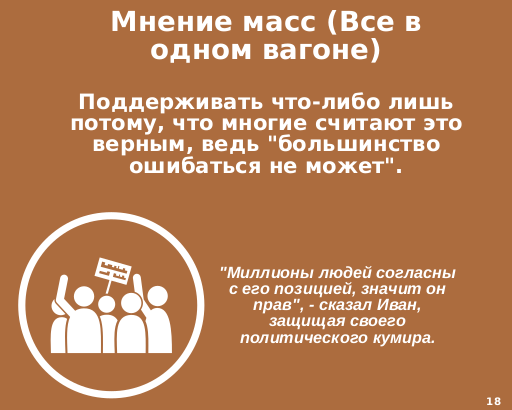 Мнение масс (Все в
одном вагоне)
Поддерживать что-либо лишь
потому, что многие считают это
верным, ведь "большинство
ошибаться не может".
"Миллионы людей согласны
с его позицией, значит он
прав", - сказал Иван,
защищая своего
политического кумира.
18